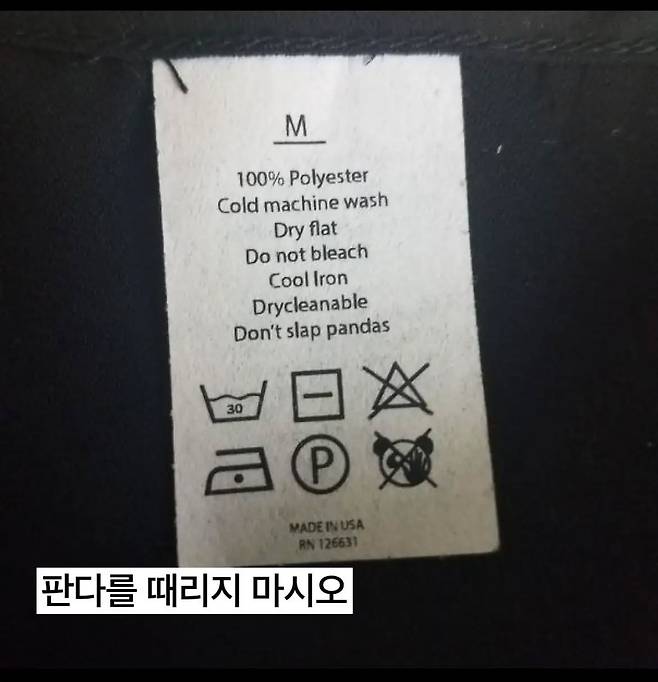 M
100% Polyester
Cold machine wash
Dry flat
Do not bleach
Cool Iron
Drycleanable
Don't slap pandas
30
P
MADE IN USA
RN 126631
판다를 때리지 마시오